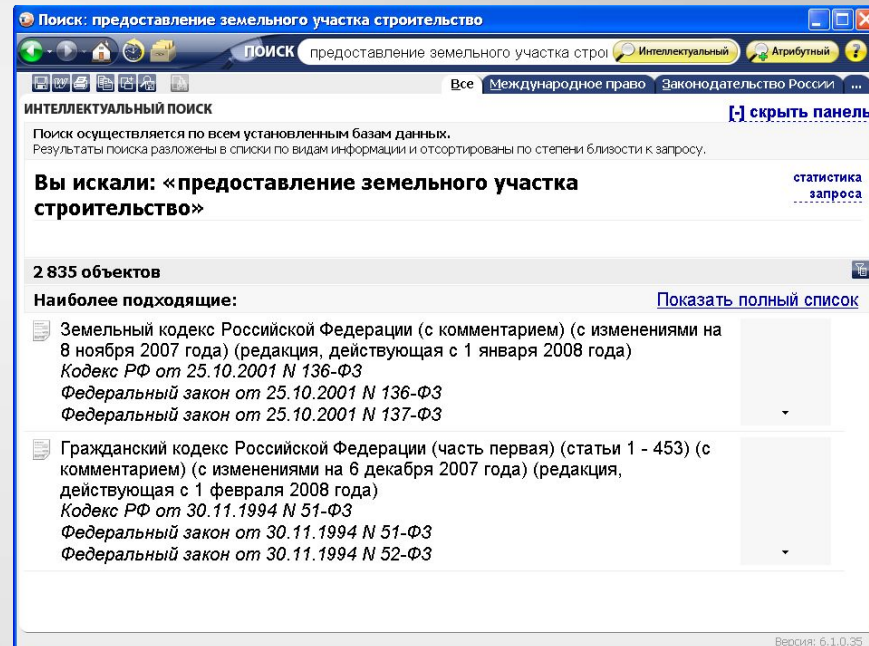 Поиск: предоставление земельного участка строительство
ПОИСК предоставление земельного участка строи Интеллектуальный Атрибутный ?
Все Международное право Законодательство России ...
ИНТЕЛЛЕКТУАЛЬНЫЙ ПОИСК
[-] скрыть панель
Поиск осуществляется по всем установленным базам данных.
Результаты поиска разложены в списки по видам информации и отсортированы по степени близости к запросу.
Вы искали: «предоставление земельного участка
строительство»
статистика
запроса
2 835 объектов
Наиболее подходящие:
Показать полный список
Земельный кодекс Российской Федерации (с комментарием) (с изменениями на
8 ноября 2007 года) (редакция, действующая с 1 января 2008 года)
Кодекс РФ от 25.10.2001 N 136-ФЗ
Федеральный закон от 25.10.2001 N 136-ФЗ
Федеральный закон от 25.10.2001 N 137-ФЗ
Гражданский кодекс Российской Федерации (часть первая) (статьи 1 - 453) (с
комментарием) (с изменениями на 6 декабря 2007 года) (редакция,
действующая с 1 февраля 2008 года)
Кодекс РФ от 30.11.1994 N 51-ФЗ
Федеральный закон от 30.11.1994 N 51-ФЗ
Федеральный закон от 30.11.1994 N 52-ФЗ
Версия: 6.1.0.35